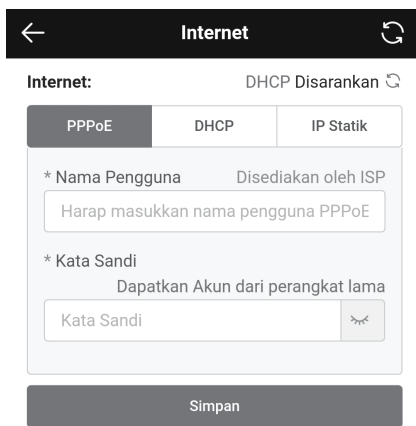 Internet
Internet: DHCP Disarankan
PPPoE DHCP IP Statik
* Nama Pengguna Disediakan oleh ISP
Harap masukkan nama pengguna PPPoE
* Kata Sandi
Dapatkan Akun dari perangkat lama
Kata Sandi
Simpan